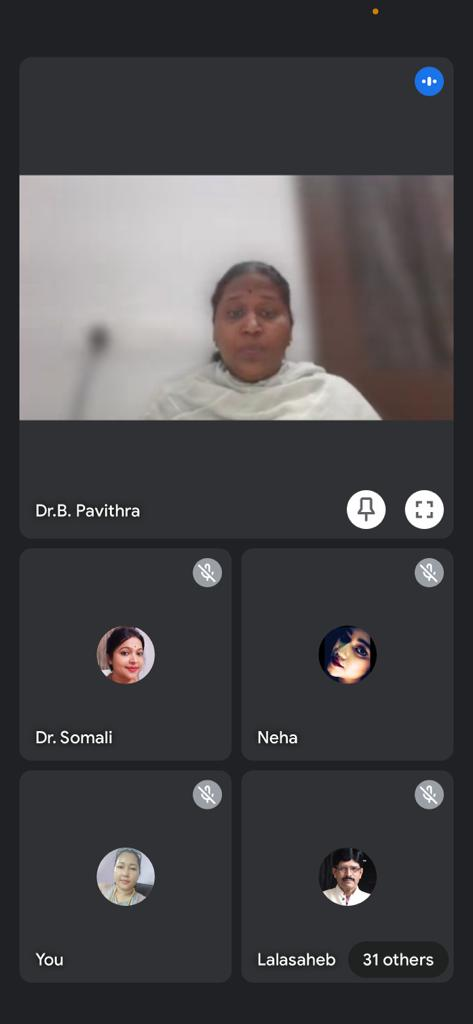 Dr.B. Pavithra
Dr. Somali
Neha
You
Lalasaheb
31 others